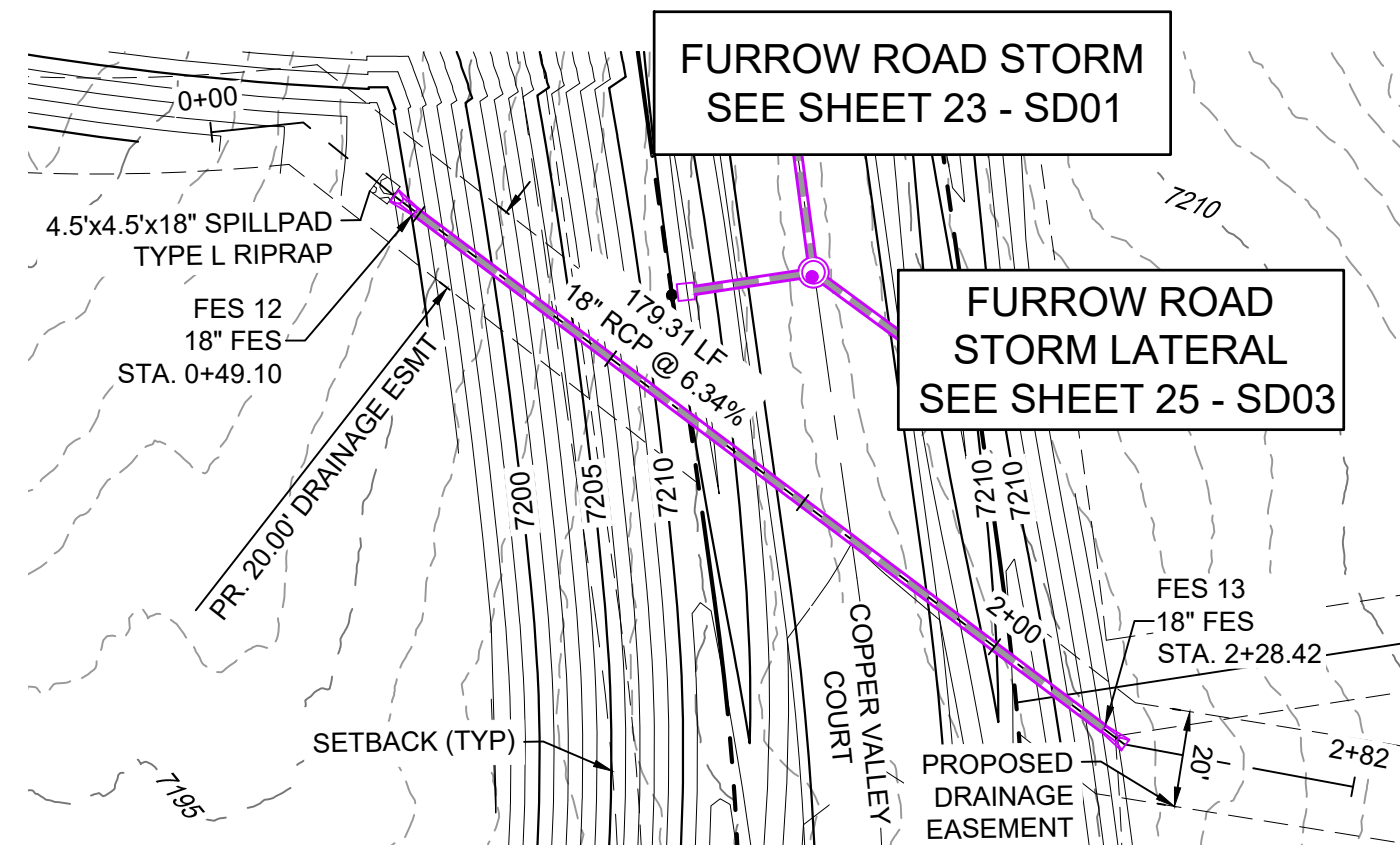 FURROW ROAD STORM
SEE SHEET 23 - SD01
0+00
7210
4.5'x4.5'x18" SPILLPAD
TYPE L RIPRAP
FES 12
18" FES
STA. 0+49.10
179.31 LF
18" RCP @ 6.34%
FURROW ROAD
STORM LATERAL
SEE SHEET 25 - SD03
PR. 20.00' DRAINAGE ESMT
7200
7205
7210
7210
7210
2+00
FES 13
18" FES
STA. 2+28.42
COPPER VALLEY
COURT
SETBACK (TYP)
PROPOSED
DRAINAGE
EASEMENT
20'
2+82
7195